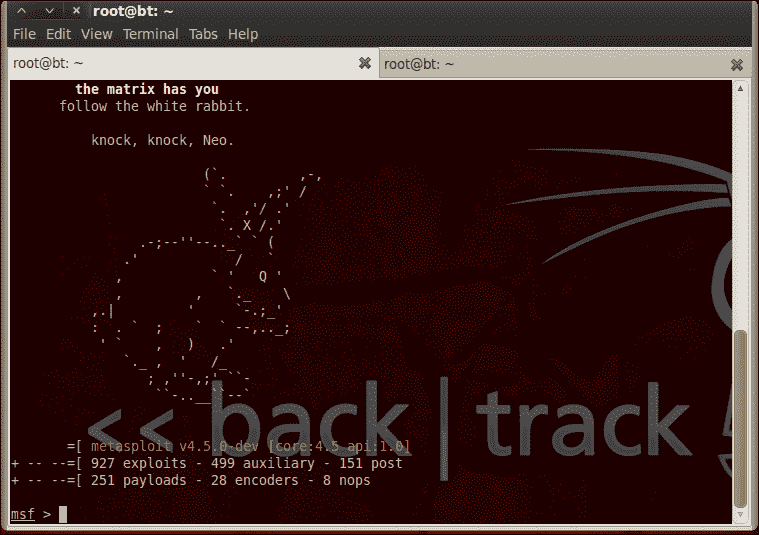 root@bt: ~
File Edit View Terminal Tabs Help
root@bt: ~
root@bt: ~
the matrix has you
follow the white rabbit.
knock, knock, Neo.
<< back | track 5
=[ metasploit v4.5.0-dev [core:4.5 api:1.0]
+ -- --=[ 927 exploits - 499 auxiliary - 151 post
+ -- --=[ 251 payloads - 28 encoders - 8 nops
msf >